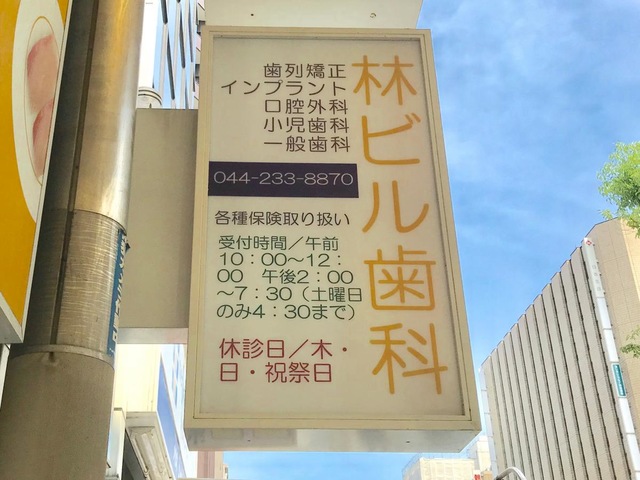 林ビル歯科
歯列矯正
インプラント
口腔外科
小児歯科
一般歯科
044-233-8870
各種保険取り扱い
受付時間／午前
10：00～12：
00　午後2：00
～7：30（土曜日
のみ4：30まで）
休診日／木・
日・祝祭日